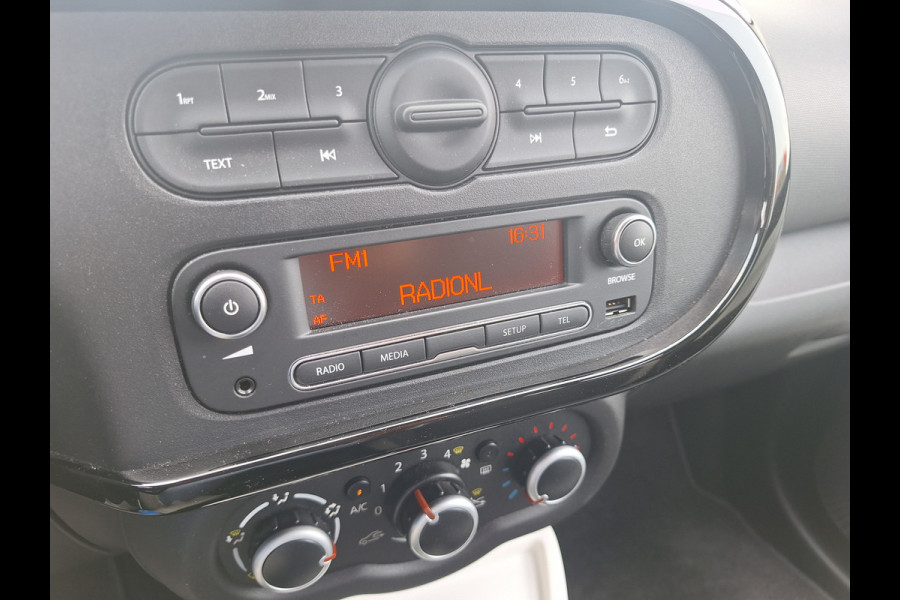 1RPT 2MIX 3 4 5 6
TEXT
FM1 16:31
TA RADIONL
AF
OK
BROWSE
RADIO MEDIA SETUP TEL
A/C 0 1 2 3 4